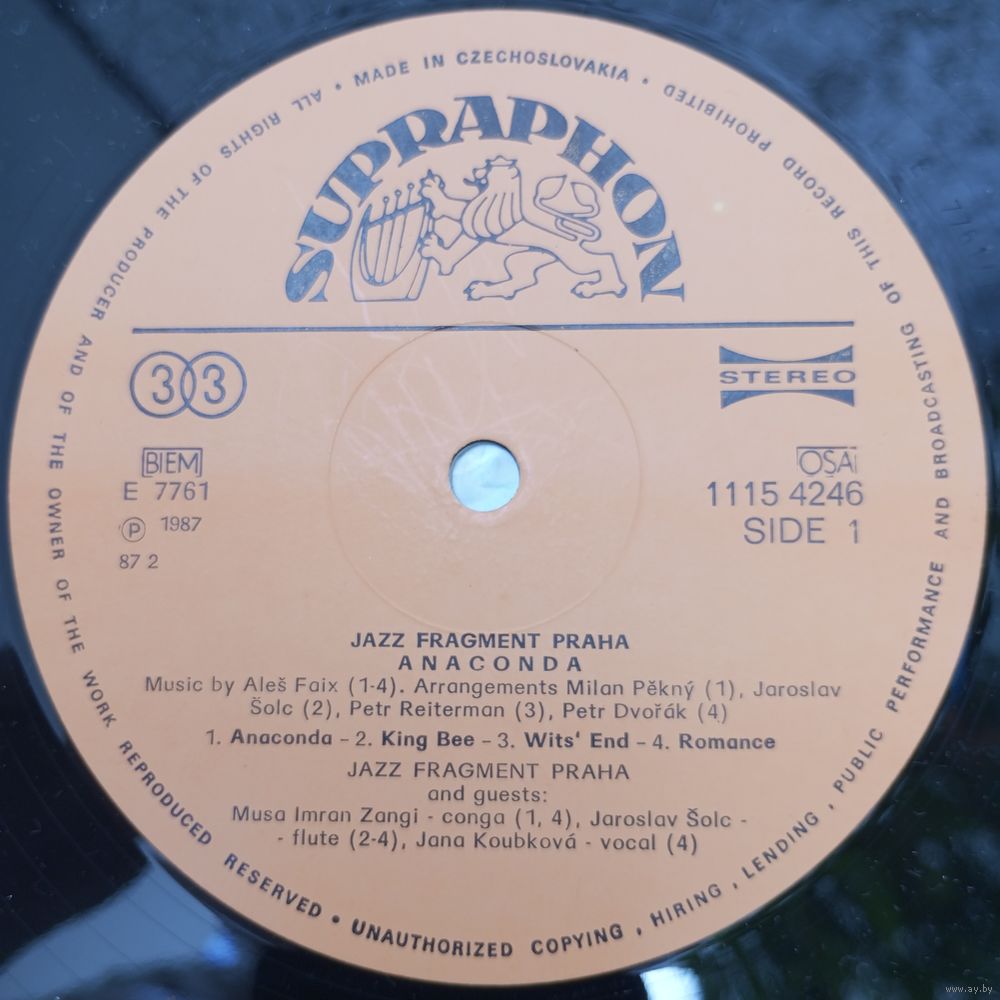 ALL RIGHTS OF THE PRODUCER AND OF THE OWNER OF THE WORK REPRODUCED RESERVED • UNAUTHORIZED COPYING, HIRING, LENDING, PUBLIC PERFORMANCE AND BROADCASTING OF THIS RECORD PROHIBITED • MADE IN CZECHOSLOVAKIA •
SUPRAPHON
33
STEREO
BIEM
OSA
E 7761
1115 4246
Ⓟ 1987
SIDE 1
87 2
JAZZ FRAGMENT PRAHA
ANACONDA
Music by Aleš Faix (1-4). Arrangements Milan Pěkný (1), Jaroslav
Šolc (2), Petr Reiterman (3), Petr Dvořák (4)
1. Anaconda – 2. King Bee – 3. Wits' End – 4. Romance
JAZZ FRAGMENT PRAHA
and guests:
Musa Imran Zangi - conga (1, 4), Jaroslav Šolc -
- flute (2-4), Jana Koubková - vocal (4)
www.ay.by